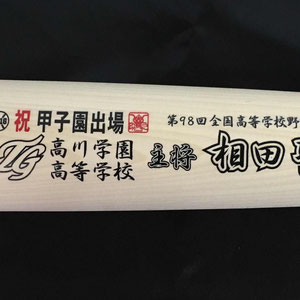 祝 甲子園出場
高川学園
高等学校
第98回全国高等学校野
主将 相田